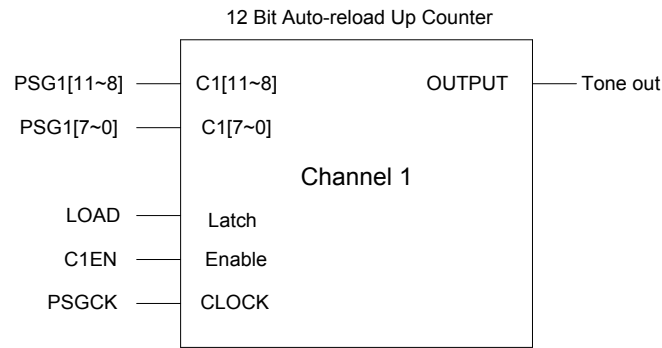 12 Bit Auto-reload Up Counter
PSG1[11~8] C1[11~8] OUTPUT Tone out
PSG1[7~0] C1[7~0]
Channel 1
LOAD Latch
C1EN Enable
PSGCK CLOCK